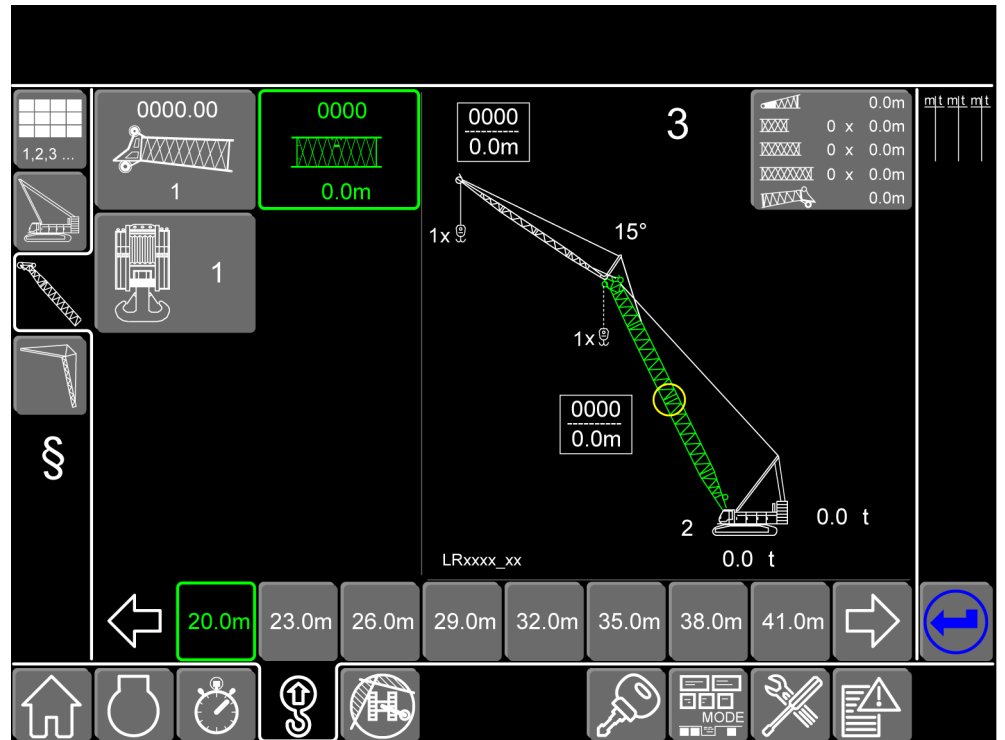 1,2,3 ...
0000.00
1
0000
0.0m
1
§
0000
0.0m
3
0.0m
0 x 0.0m
0 x 0.0m
0 x 0.0m
0.0m
m|t m|t m|t
1x
15°
1x
0000
0.0m
2
0.0 t
0.0 t
LRxxxx_xx
20.0m 23.0m 26.0m 29.0m 32.0m 35.0m 38.0m 41.0m
MODE